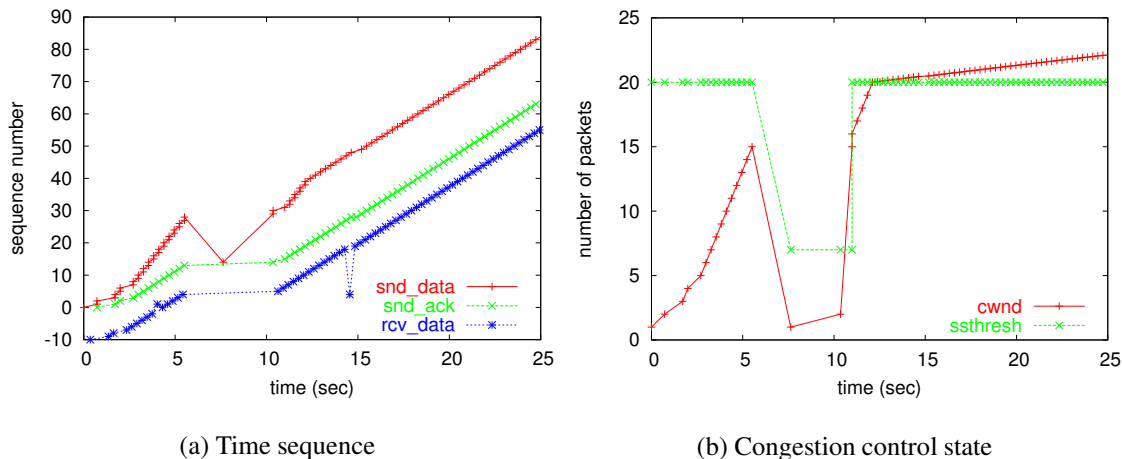 90
80
70
60
50
40
30
20
10
0
-10
sequence number
0 5 10 15 20 25
time (sec)
snd_data
snd_ack
rcv_data
(a) Time sequence
25
20
15
10
5
0
number of packets
0 5 10 15 20 25
time (sec)
cwnd
ssthresh
(b) Congestion control state